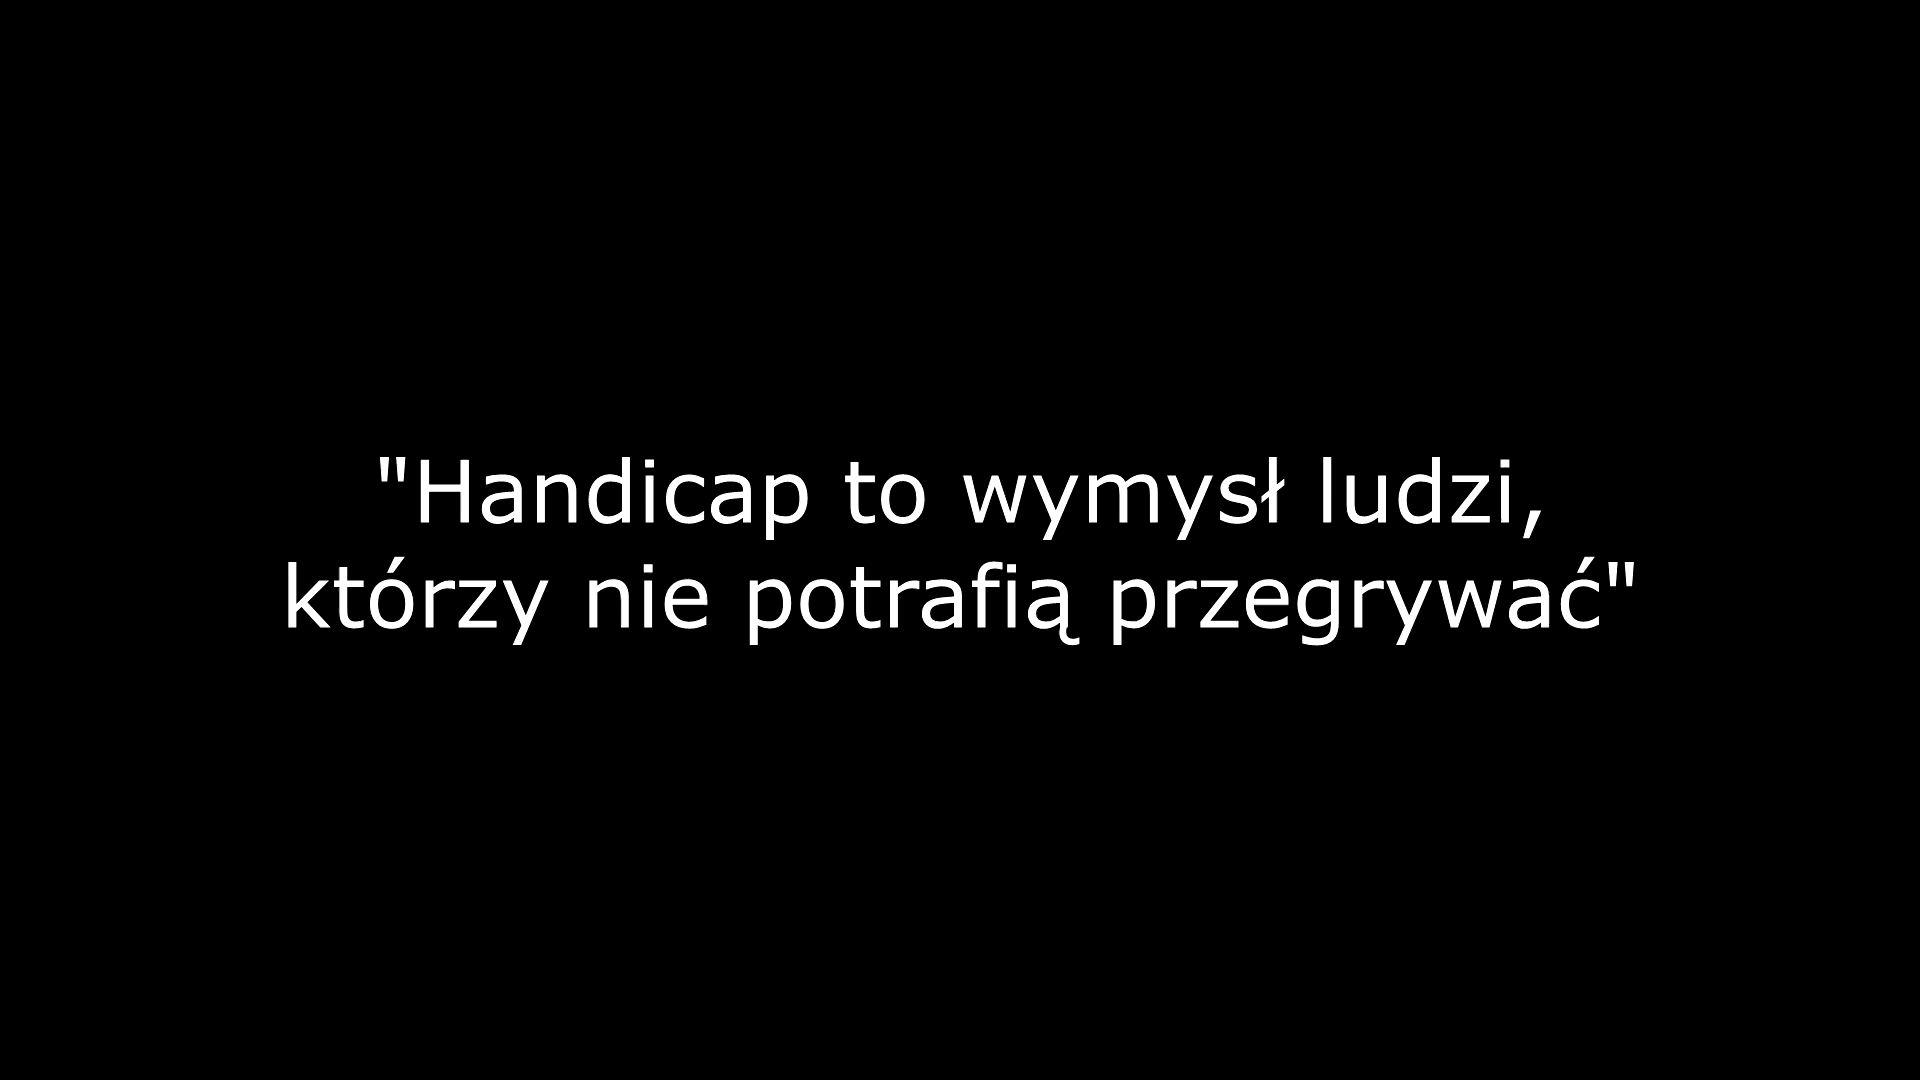 "Handicap to wymysł ludzi,
którzy nie potrafią przegrywać"